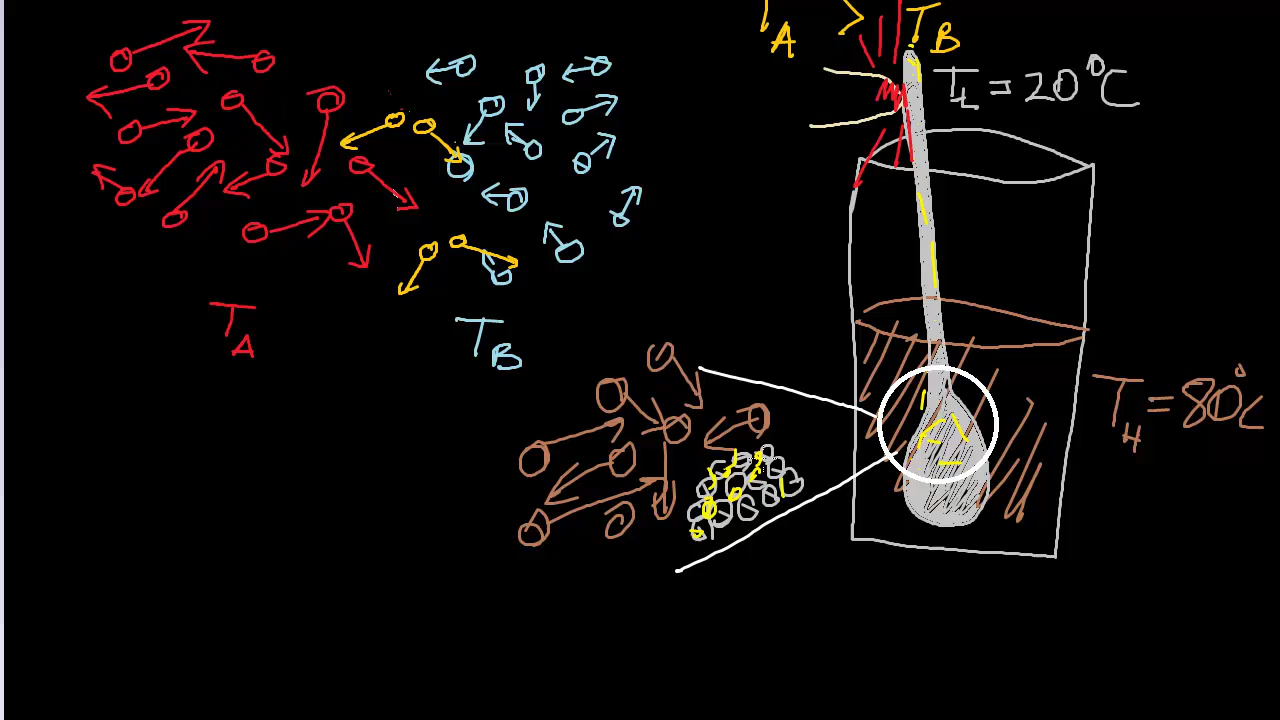 T_A > T_B
T_L = 20°C
T_A
T_B
T_H = 80°C